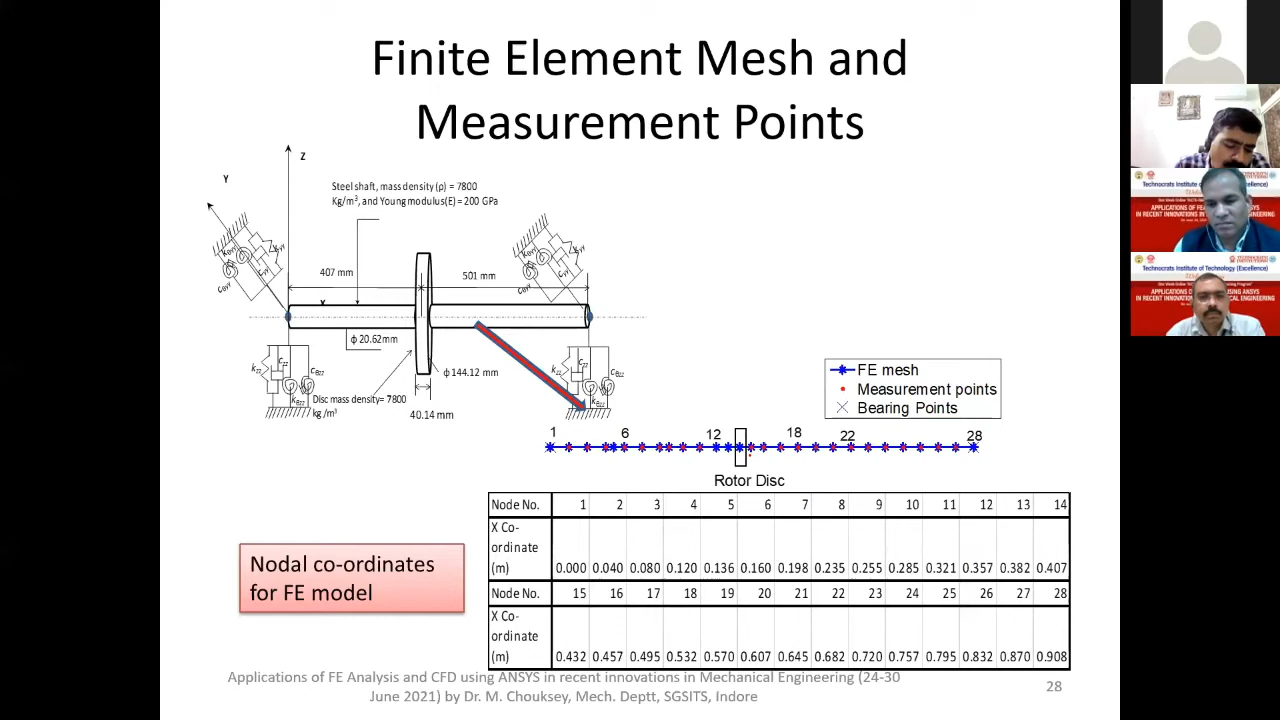 Finite Element Mesh and
Measurement Points
Z
Y
Steel shaft, mass density (ρ) = 7800
Kg/m³, and Young modulus(E) = 200 GPa
407 mm
501 mm
X
ϕ 20.62mm
ϕ 144.12 mm
Disc mass density= 7800
kg /m³
40.14 mm
FE mesh
Measurement points
Bearing Points
1 6 12 18 22 28
Rotor Disc
Nodal co-ordinates
for FE model
Node No. 1 2 3 4 5 6 7 8 9 10 11 12 13 14
X Co-
ordinate
(m) 0.000 0.040 0.080 0.120 0.136 0.160 0.198 0.235 0.255 0.285 0.321 0.357 0.382 0.407
Node No. 15 16 17 18 19 20 21 22 23 24 25 26 27 28
X Co-
ordinate
(m) 0.432 0.457 0.495 0.532 0.570 0.607 0.645 0.682 0.720 0.757 0.795 0.832 0.870 0.908
Applications of FE Analysis and CFD using ANSYS in recent innovations in Mechanical Engineering (24-30
June 2021) by Dr. M. Chouksey, Mech. Deptt, SGSITS, Indore
28
Technocrats Institute of Technology (Excellence)